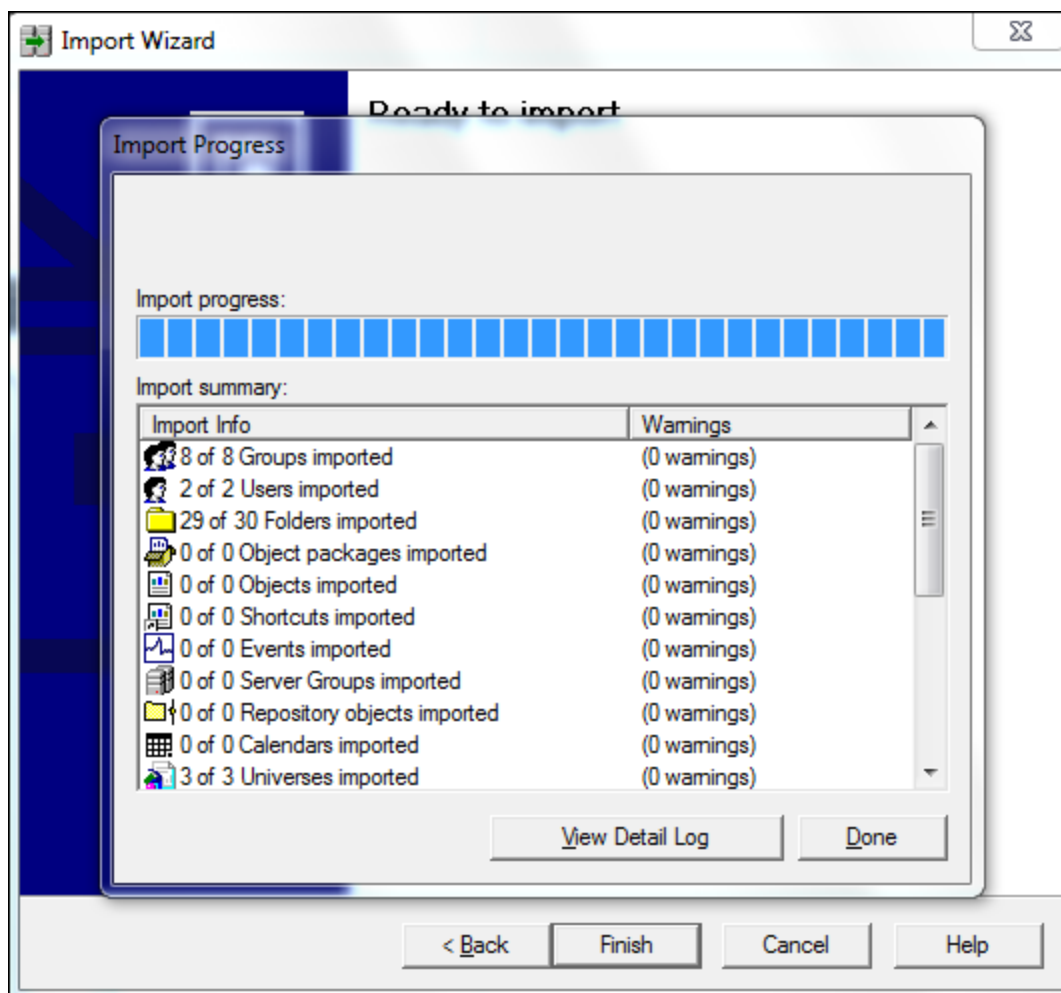 Import Wizard
Ready to import
Import Progress
Import progress:
Import summary:
Import Info Warnings
8 of 8 Groups imported (0 warnings)
2 of 2 Users imported (0 warnings)
29 of 30 Folders imported (0 warnings)
0 of 0 Object packages imported (0 warnings)
0 of 0 Objects imported (0 warnings)
0 of 0 Shortcuts imported (0 warnings)
0 of 0 Events imported (0 warnings)
0 of 0 Server Groups imported (0 warnings)
0 of 0 Repository objects imported (0 warnings)
0 of 0 Calendars imported (0 warnings)
3 of 3 Universes imported (0 warnings)
View Detail Log Done
< Back Finish Cancel Help